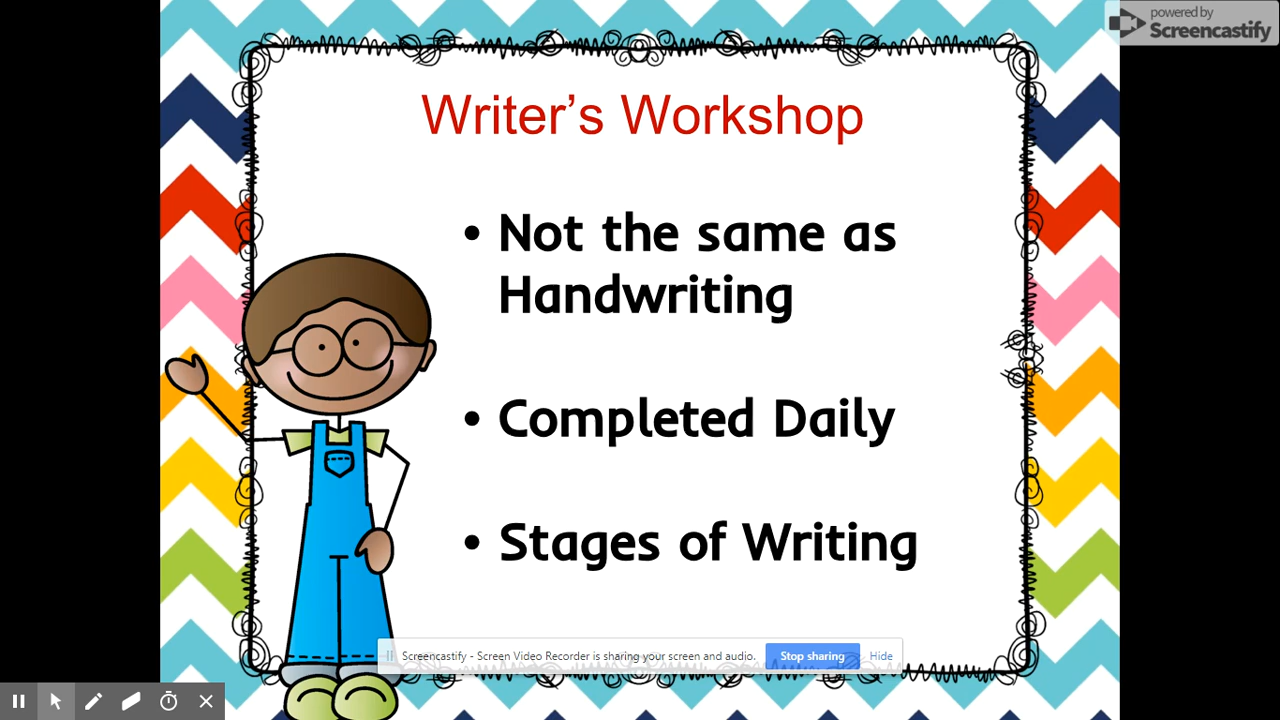 powered by
Screencastify
Writer's Workshop
• Not the same as
Handwriting
• Completed Daily
• Stages of Writing
Screencastify - Screen Video Recorder is sharing your screen and audio. Stop sharing Hide